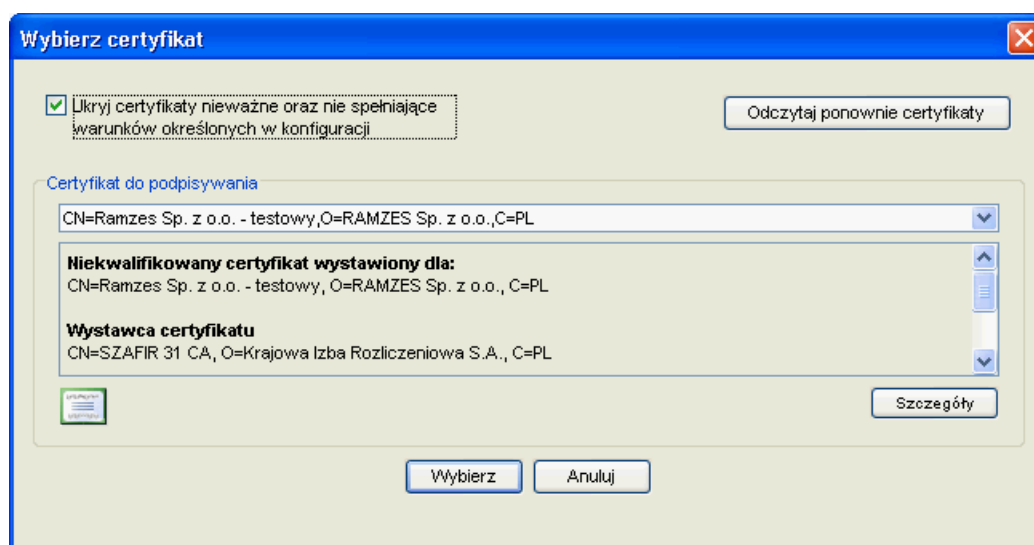 Wybierz certyfikat
Ukryj certyfikaty nieważne oraz nie spełniające
warunków określonych w konfiguracji
Odczytaj ponownie certyfikaty
Certyfikat do podpisywania
CN=Ramzes Sp. z o.o. - testowy,O=RAMZES Sp. z o.o.,C=PL
Niekwalifikowany certyfikat wystawiony dla:
CN=Ramzes Sp. z o.o. - testowy, O=RAMZES Sp. z o.o., C=PL
Wystawca certyfikatu
CN=SZAFIR 31 CA, O=Krajowa Izba Rozliczeniowa S.A., C=PL
Szczegóły
Wybierz
Anuluj